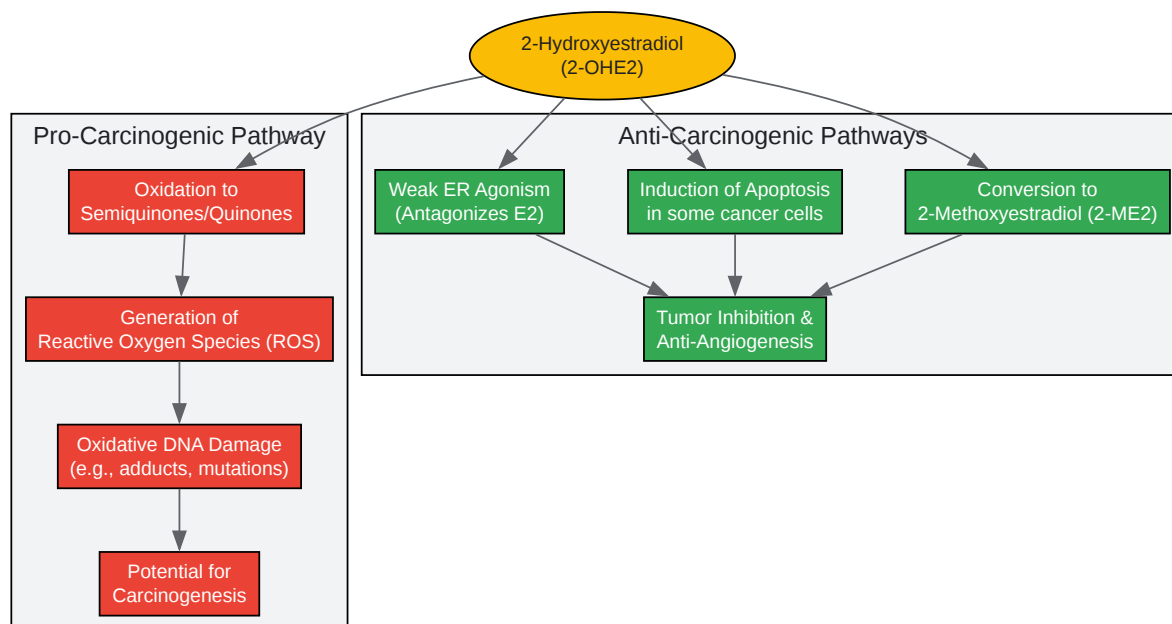 2-Hydroxyestradiol
(2-OHE2)
Pro-Carcinogenic Pathway
Oxidation to
Semiquinones/Quinones
Generation of
Reactive Oxygen Species (ROS)
Oxidative DNA Damage
(e.g., adducts, mutations)
Potential for
Carcinogenesis
Anti-Carcinogenic Pathways
Weak ER Agonism
(Antagonizes E2)
Induction of Apoptosis
in some cancer cells
Conversion to
2-Methoxyestradiol (2-ME2)
Tumor Inhibition &
Anti-Angiogenesis